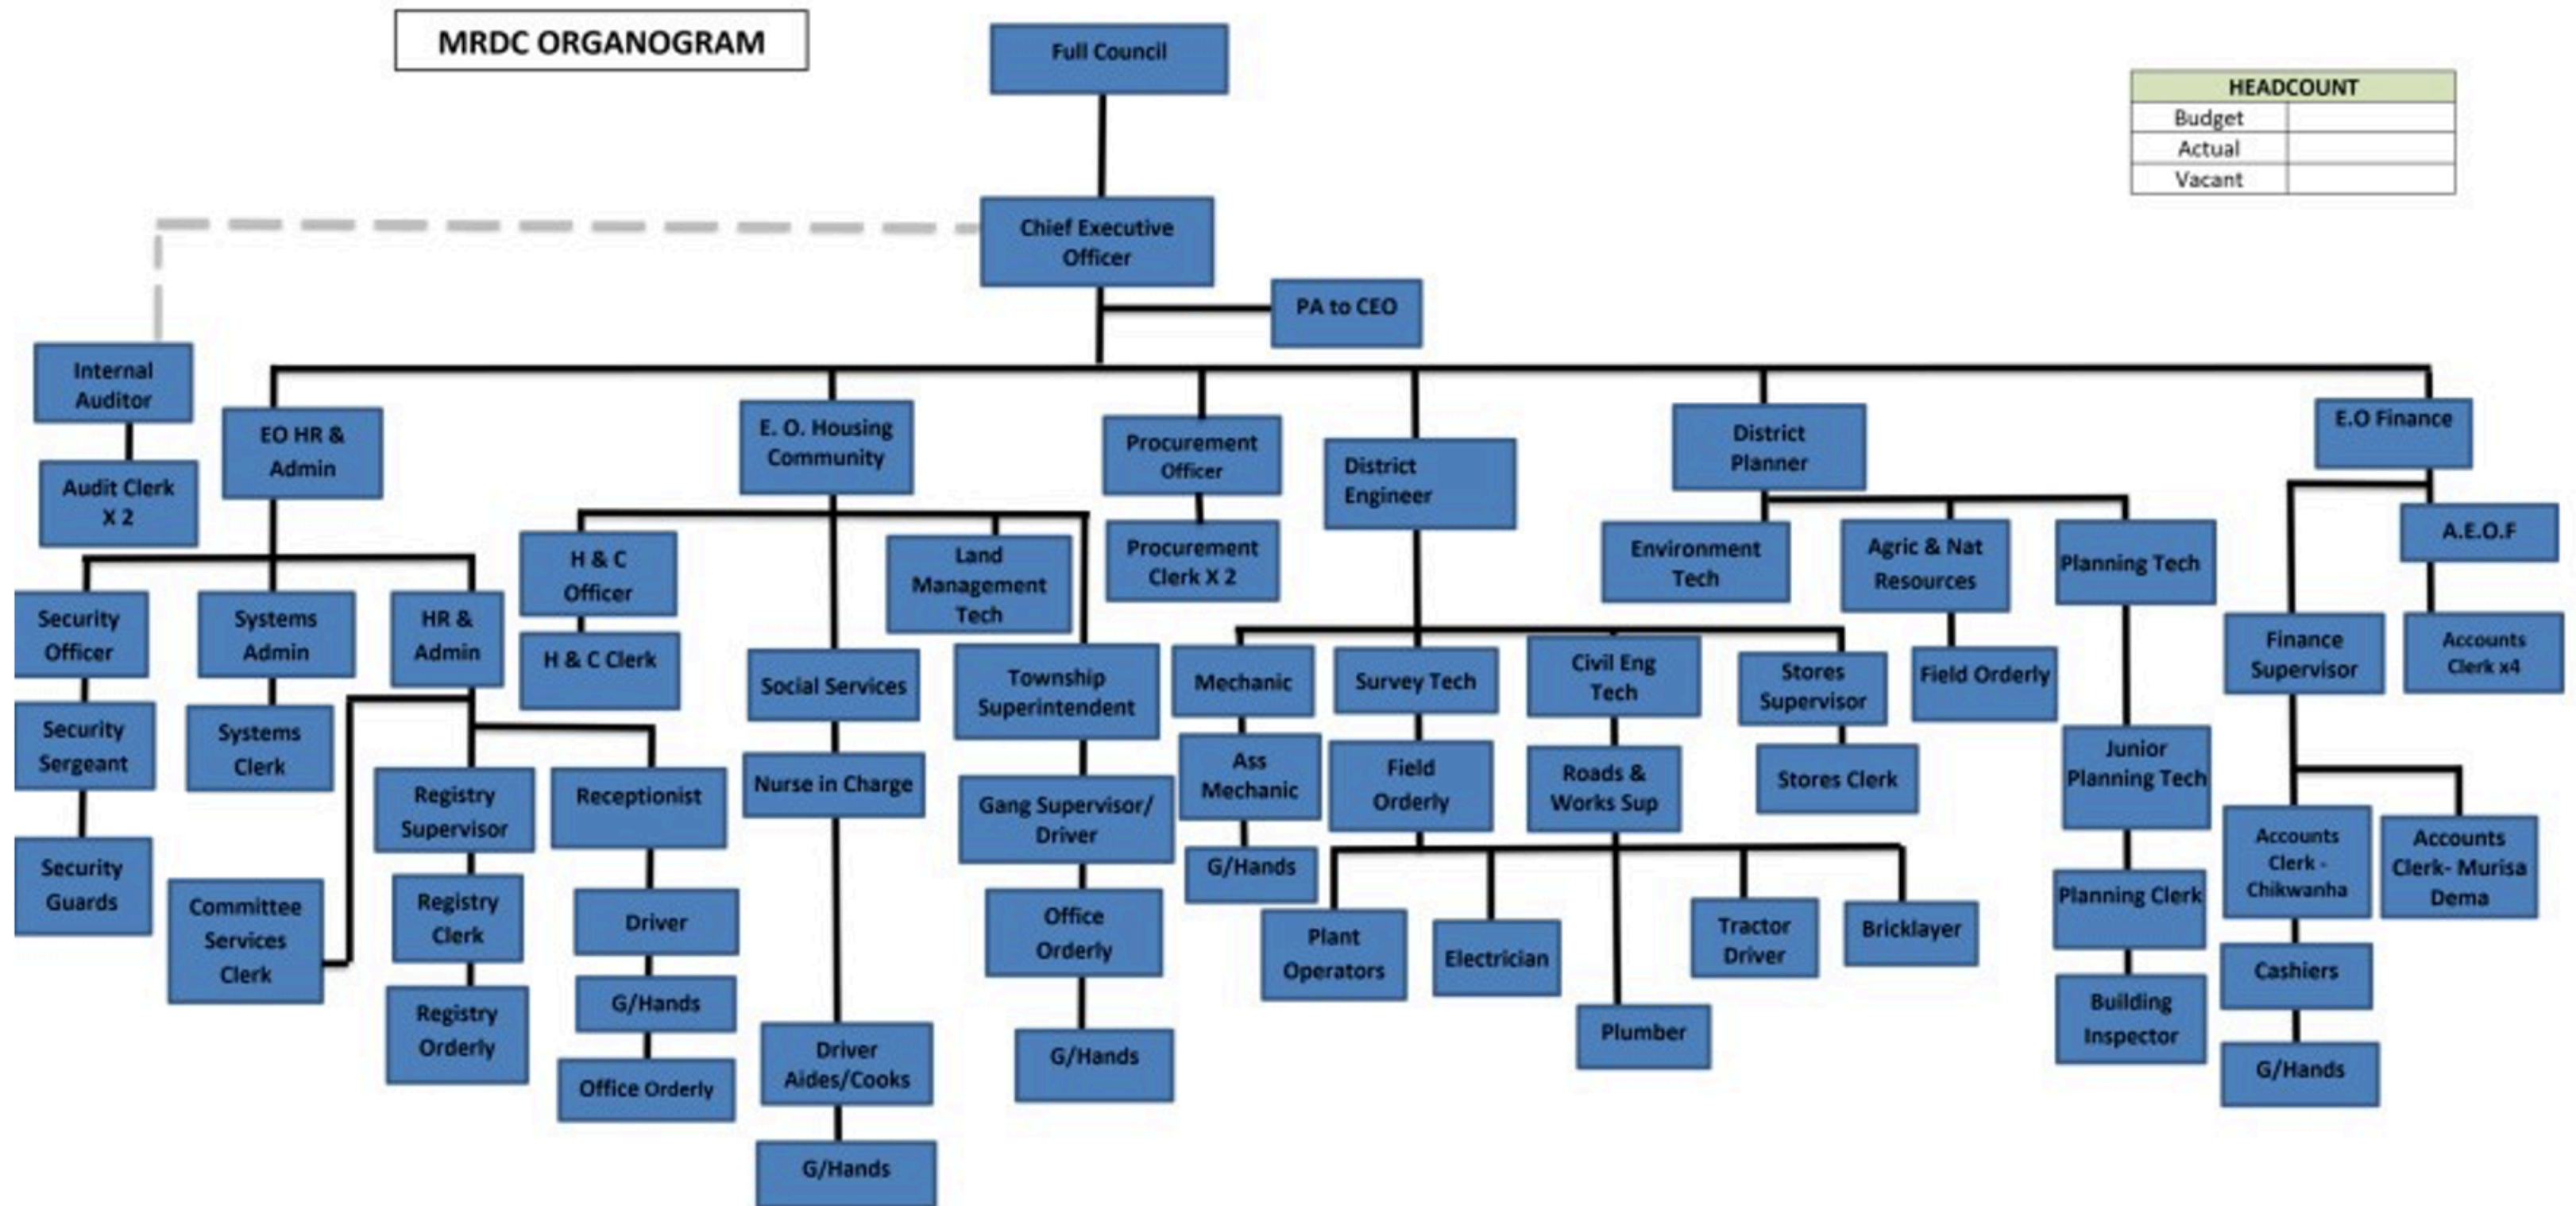 MRDC ORGANOGRAM
Full Council
HEADCOUNT
Budget
Actual
Vacant
Chief Executive
Officer
PA to CEO
Internal
Auditor
Audit Clerk
X 2
EO HR &
Admin
E. O. Housing
Community
Procurement
Officer
Procurement
Clerk X 2
District
Engineer
District
Planner
E.O Finance
Security
Officer
Security
Sergeant
Security
Guards
Systems
Admin
Systems
Clerk
HR &
Admin
Committee
Services
Clerk
Registry
Supervisor
Registry
Clerk
Registry
Orderly
Receptionist
Driver
G/Hands
Office Orderly
H & C
Officer
H & C Clerk
Social Services
Nurse in Charge
Driver
Aides/Cooks
G/Hands
Land
Management
Tech
Township
Superintendent
Gang Supervisor/
Driver
Office
Orderly
G/Hands
Mechanic
Ass
Mechanic
G/Hands
Survey Tech
Field
Orderly
Civil Eng
Tech
Roads &
Works Sup
Stores
Supervisor
Stores Clerk
Plant
Operators
Electrician
Plumber
Tractor
Driver
Bricklayer
Environment
Tech
Agric & Nat
Resources
Field Orderly
Planning Tech
Junior
Planning Tech
Planning Clerk
Building
Inspector
A.E.O.F
Accounts
Clerk x4
Finance
Supervisor
Accounts
Clerk -
Chikwanha
Accounts
Clerk- Murisa
Dema
Cashiers
G/Hands